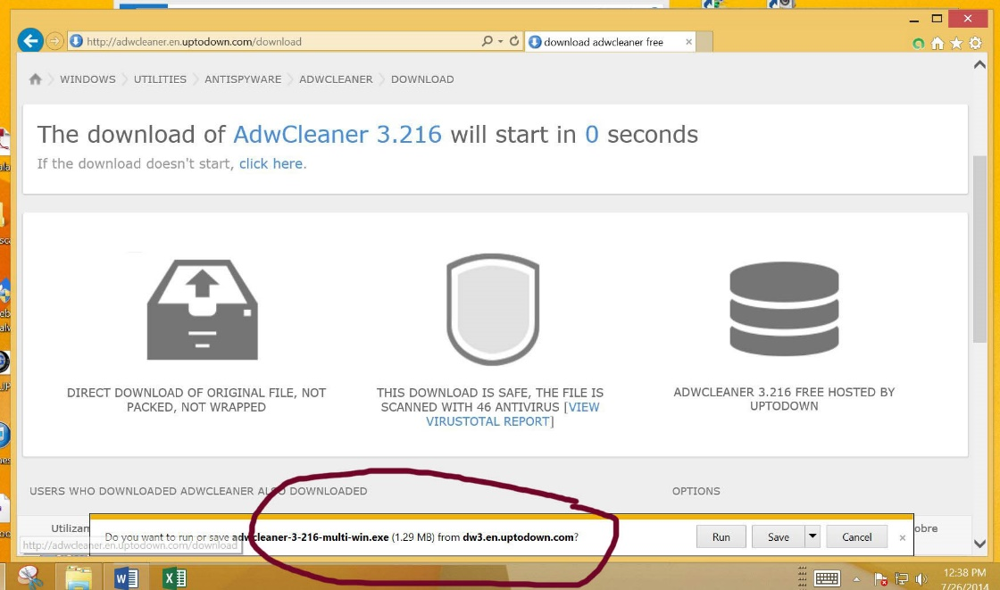 http://adwcleaner.en.uptodown.com/download
download adwcleaner free
WINDOWS UTILITIES ANTISPYWARE ADWCLEANER DOWNLOAD
The download of AdwCleaner 3.216 will start in 0 seconds
If the download doesn't start, click here.
DIRECT DOWNLOAD OF ORIGINAL FILE, NOT
PACKED, NOT WRAPPED
THIS DOWNLOAD IS SAFE, THE FILE IS
SCANNED WITH 46 ANTIVIRUS [VIEW
VIRUSTOTAL REPORT]
ADWCLEANER 3.216 FREE HOSTED BY
UPTODOWN
USERS WHO DOWNLOADED ADWCLEANER ALSO DOWNLOADED
OPTIONS
Utilizan
obre
Do you want to run or save adwcleaner-3-216-multi-win.exe (1.29 MB) from dw3.en.uptodown.com?
Run
Save
Cancel
http://adwcleaner.en.uptodown.com/download
12:38 PM
7/26/2014